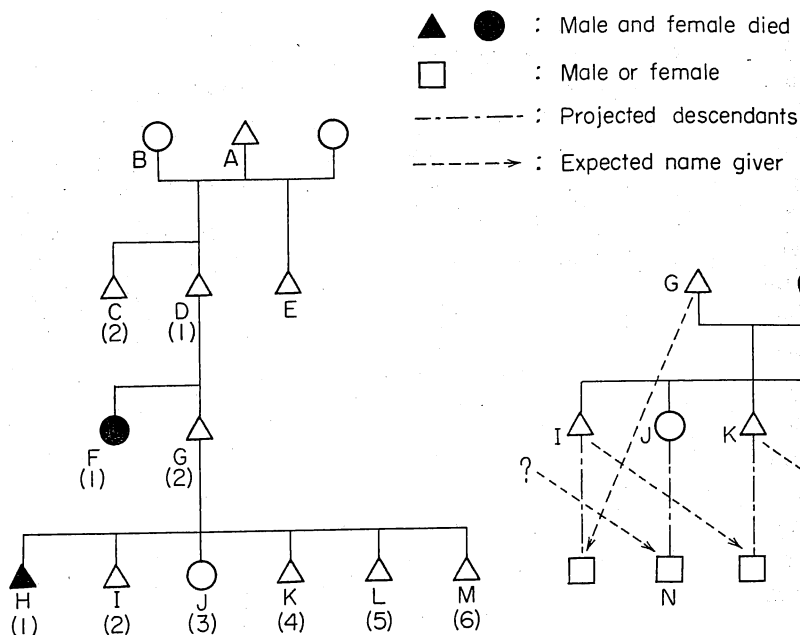 : Male and female died
: Male or female
: Projected descendants
: Expected name giver
B
A
C
(2)
D
(1)
E
F
(1)
G
(2)
H
(1)
I
(2)
J
(3)
K
(4)
L
(5)
M
(6)
G
I
J
K
?
N